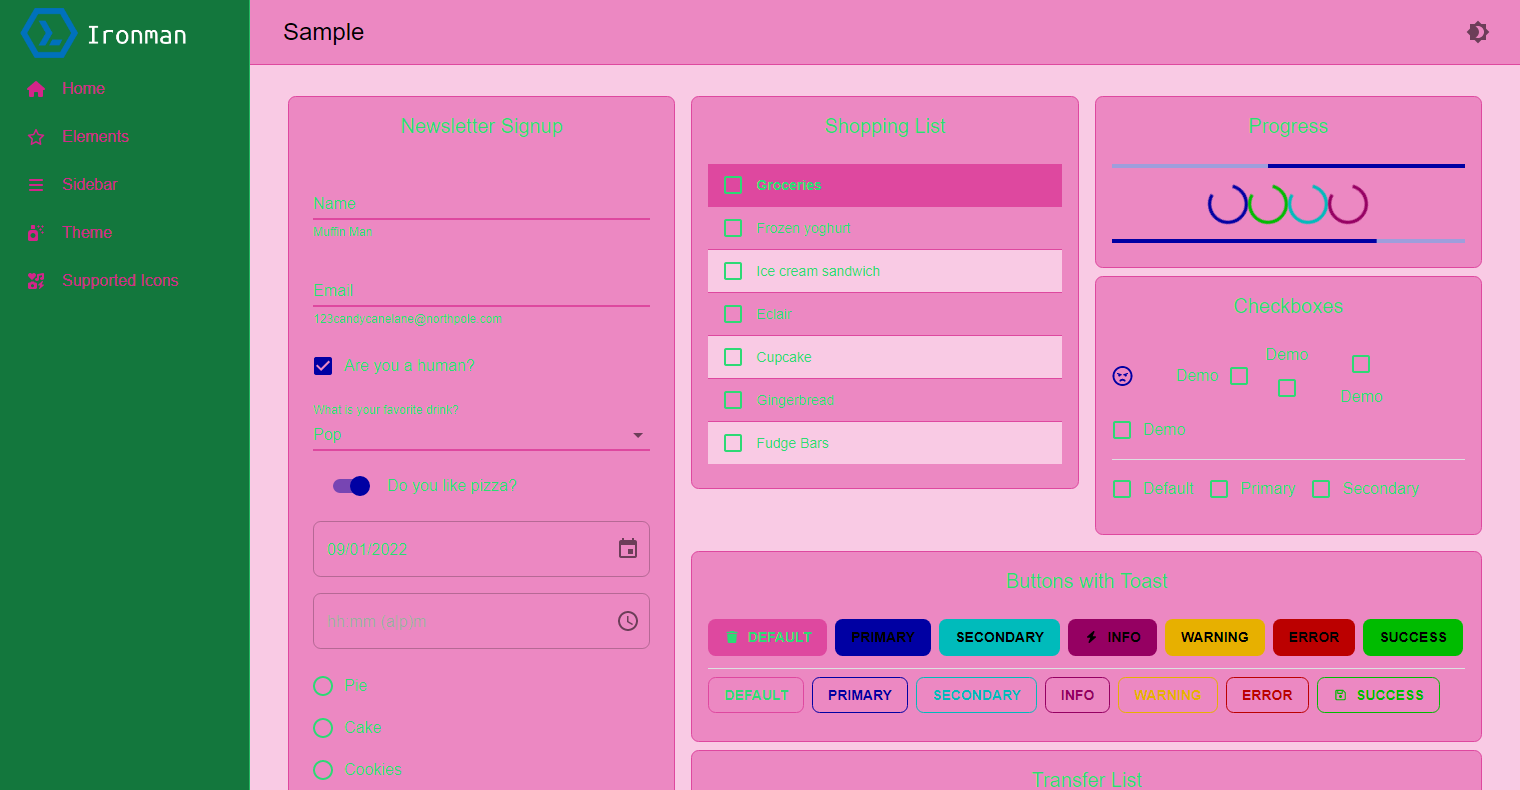 Ironman
Sample
Home
Elements
Sidebar
Theme
Supported Icons
Newsletter Signup
Name
Muffin Man
Email
123candycanelane@northpole.com
Are you a human?
What is your favorite drink?
Pop
Do you like pizza?
09/01/2022
hh:mm (a|p)m
Pie
Cake
Cookies
Shopping List
Groceries
Frozen yoghurt
Ice cream sandwich
Eclair
Cupcake
Gingerbread
Fudge Bars
Progress
Checkboxes
Demo
Demo
Demo
Demo
Default Primary Secondary
Buttons with Toast
DEFAULT PRIMARY SECONDARY INFO WARNING ERROR SUCCESS
DEFAULT PRIMARY SECONDARY INFO WARNING ERROR SUCCESS
Transfer List